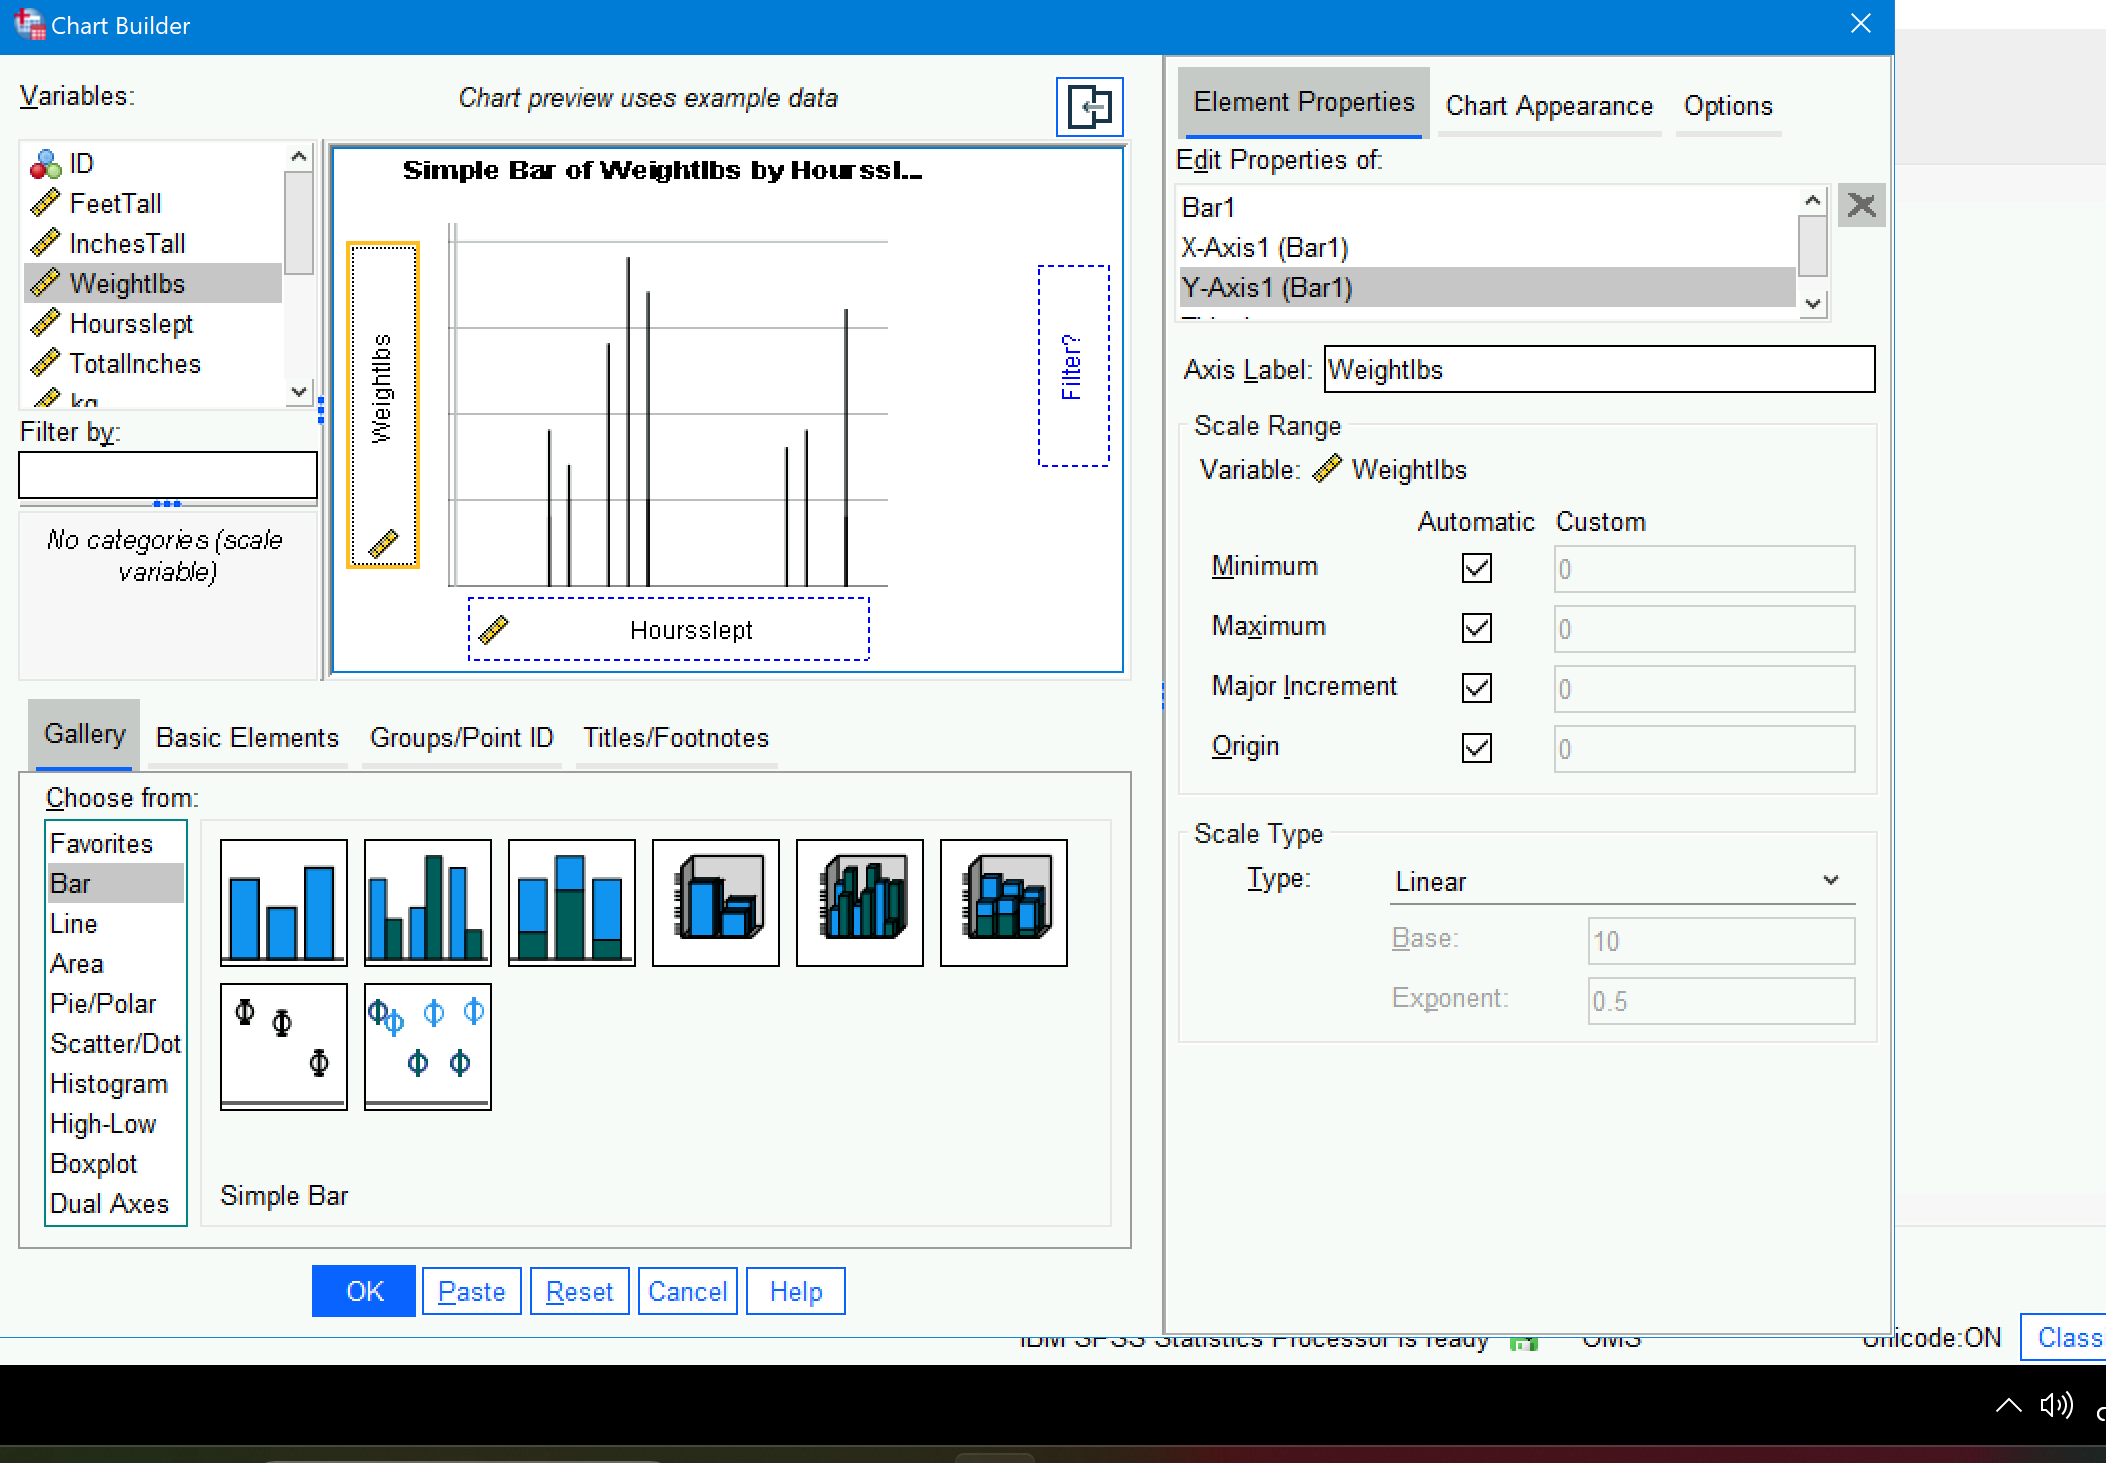 Chart Builder
Variables:
Chart preview uses example data
ID
FeetTall
InchesTall
Weightlbs
Hoursslept
TotalInches
kg
Filter by:
No categories (scale
variable)
Simple Bar of Weightlbs by Hourssl...
Weightlbs
Filter?
Hoursslept
Gallery
Basic Elements
Groups/Point ID
Titles/Footnotes
Choose from:
Favorites
Bar
Line
Area
Pie/Polar
Scatter/Dot
Histogram
High-Low
Boxplot
Dual Axes
Simple Bar
OK
Paste
Reset
Cancel
Help
Element Properties
Chart Appearance
Options
Edit Properties of:
Bar1
X-Axis1 (Bar1)
Y-Axis1 (Bar1)
Axis Label:
Weightlbs
Scale Range
Variable:
Weightlbs
Automatic Custom
Minimum
0
Maximum
0
Major Increment
0
Origin
0
Scale Type
Type:
Linear
Base:
10
Exponent:
0.5
IBM SPSS Statistics Processor is ready
OMS
Unicode:ON
Class